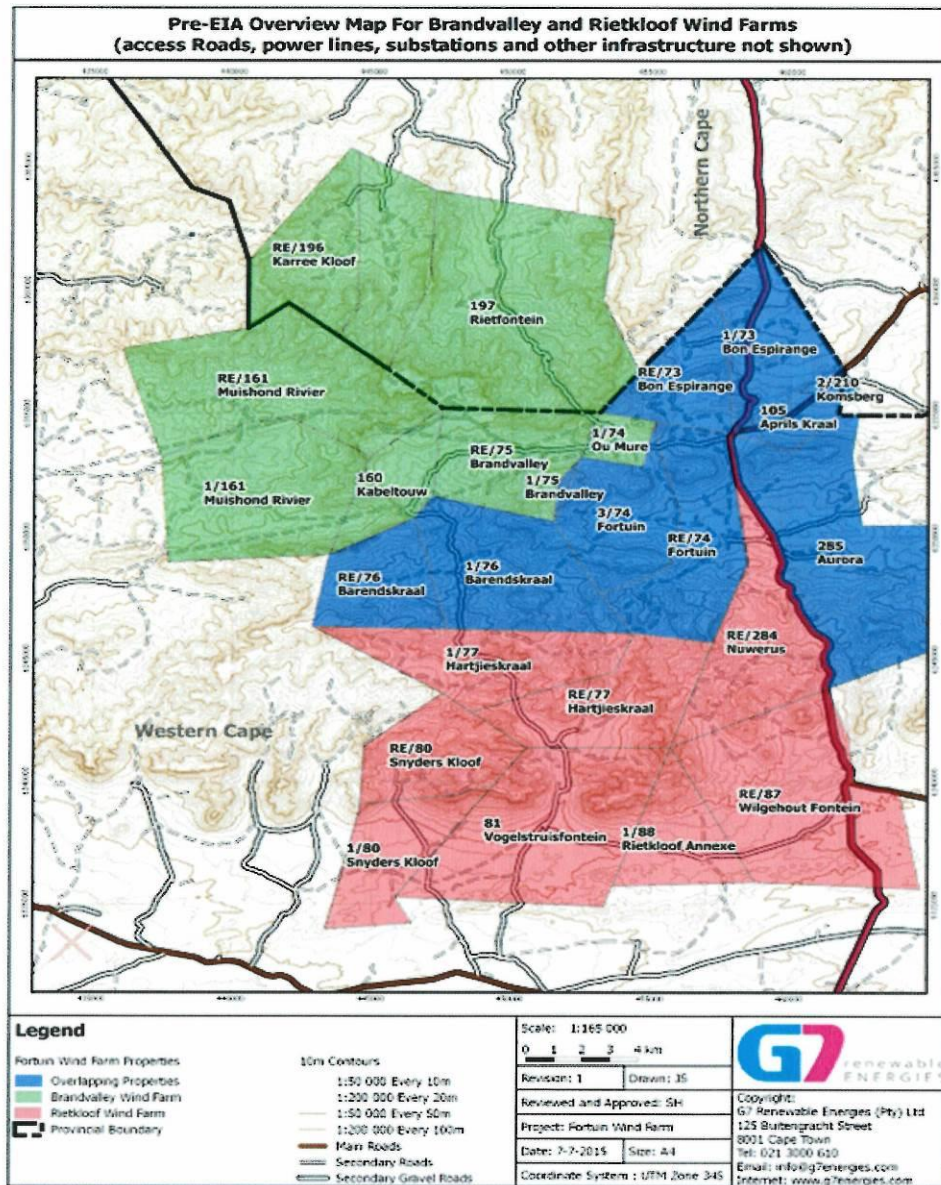 Pre-EIA Overview Map For Brandvalley and Rietkloof Wind Farms
(access Roads, power lines, substations and other infrastructure not shown)
Northern Cape
RE/196
Karree Kloof
197
Rietfontein
1/73
Bon Espirange
RE/73
Bon Espirange
RE/161
Muishond Rivier
2/210
Komsberg
105
Aprils Kraal
1/74
Ou Mure
RE/75
Brandvalley
160
Kabeltouw
1/75
Brandvalley
1/161
Muishond Rivier
3/74
Fortuin
RE/74
Fortuin
285
Aurora
1/76
Barendskraal
RE/76
Barendskraal
RE/284
Nuwerus
1/77
Hartjieskraal
RE/77
Hartjieskraal
Western Cape
RE/80
Snyders Kloof
RE/87
Wilgehout Fontein
81
Vogelstruisfontein
1/88
Rietkloof Annexe
1/80
Snyders Kloof
Legend
Fortuin Wind Farm Properties
Overlapping Properties
Brandvalley Wind Farm
Rietkloof Wind Farm
Provincial Boundary
10m Contours
1:50 000 Every 10m
1:200 000 Every 20m
1:50 000 Every 50m
1:200 000 Every 100m
Main Roads
Secondary Roads
Secondary Gravel Roads
Scale: 1:165 000
0 1 2 3 4 km
Revision: 1
Drawn: JS
Reviewed and Approved: SH
Project: Fortuin Wind Farm
Date: 7-7-2015
Size: A4
Coordinate System : UTM Zone 34S
G7 renewable
ENERGIES
Copyright:
G7 Renewable Energies (Pty) Ltd
125 Buitengracht Street
8001 Cape Town
Tel: 021 3000 610
Email: info@g7energies.com
Internet: www.g7energies.com